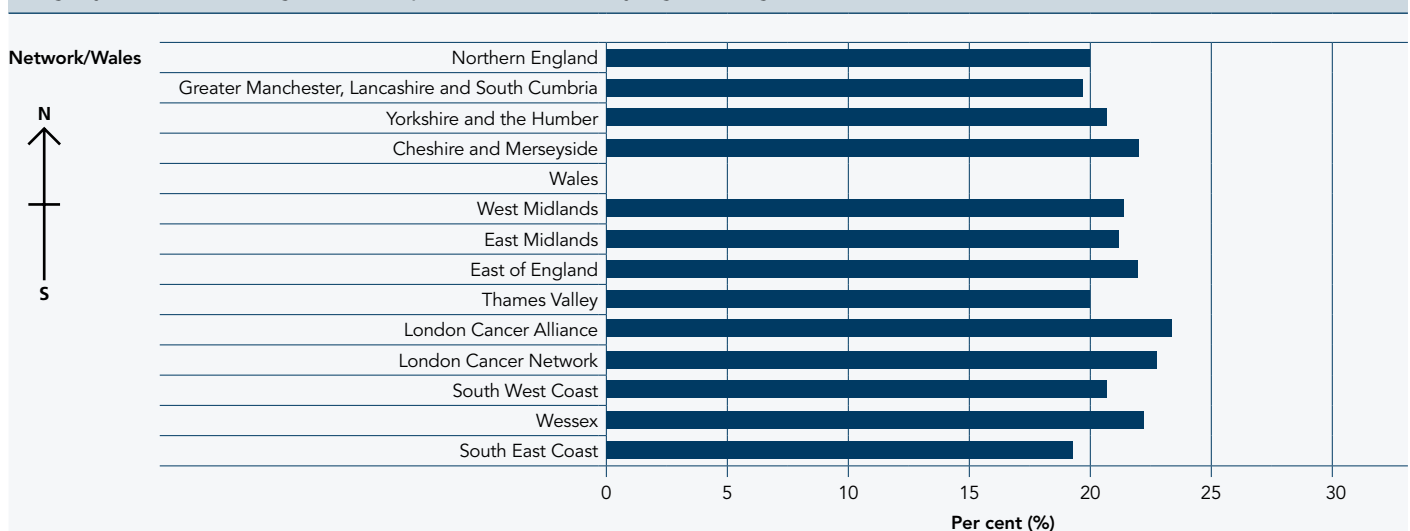 Network/Wales
Northern England
Greater Manchester, Lancashire and South Cumbria
N
Yorkshire and the Humber
Cheshire and Merseyside
Wales
West Midlands
East Midlands
East of England
S
Thames Valley
London Cancer Alliance
London Cancer Network
South West Coast
Wessex
South East Coast
0 5 10 15 20 25 30
Per cent (%)